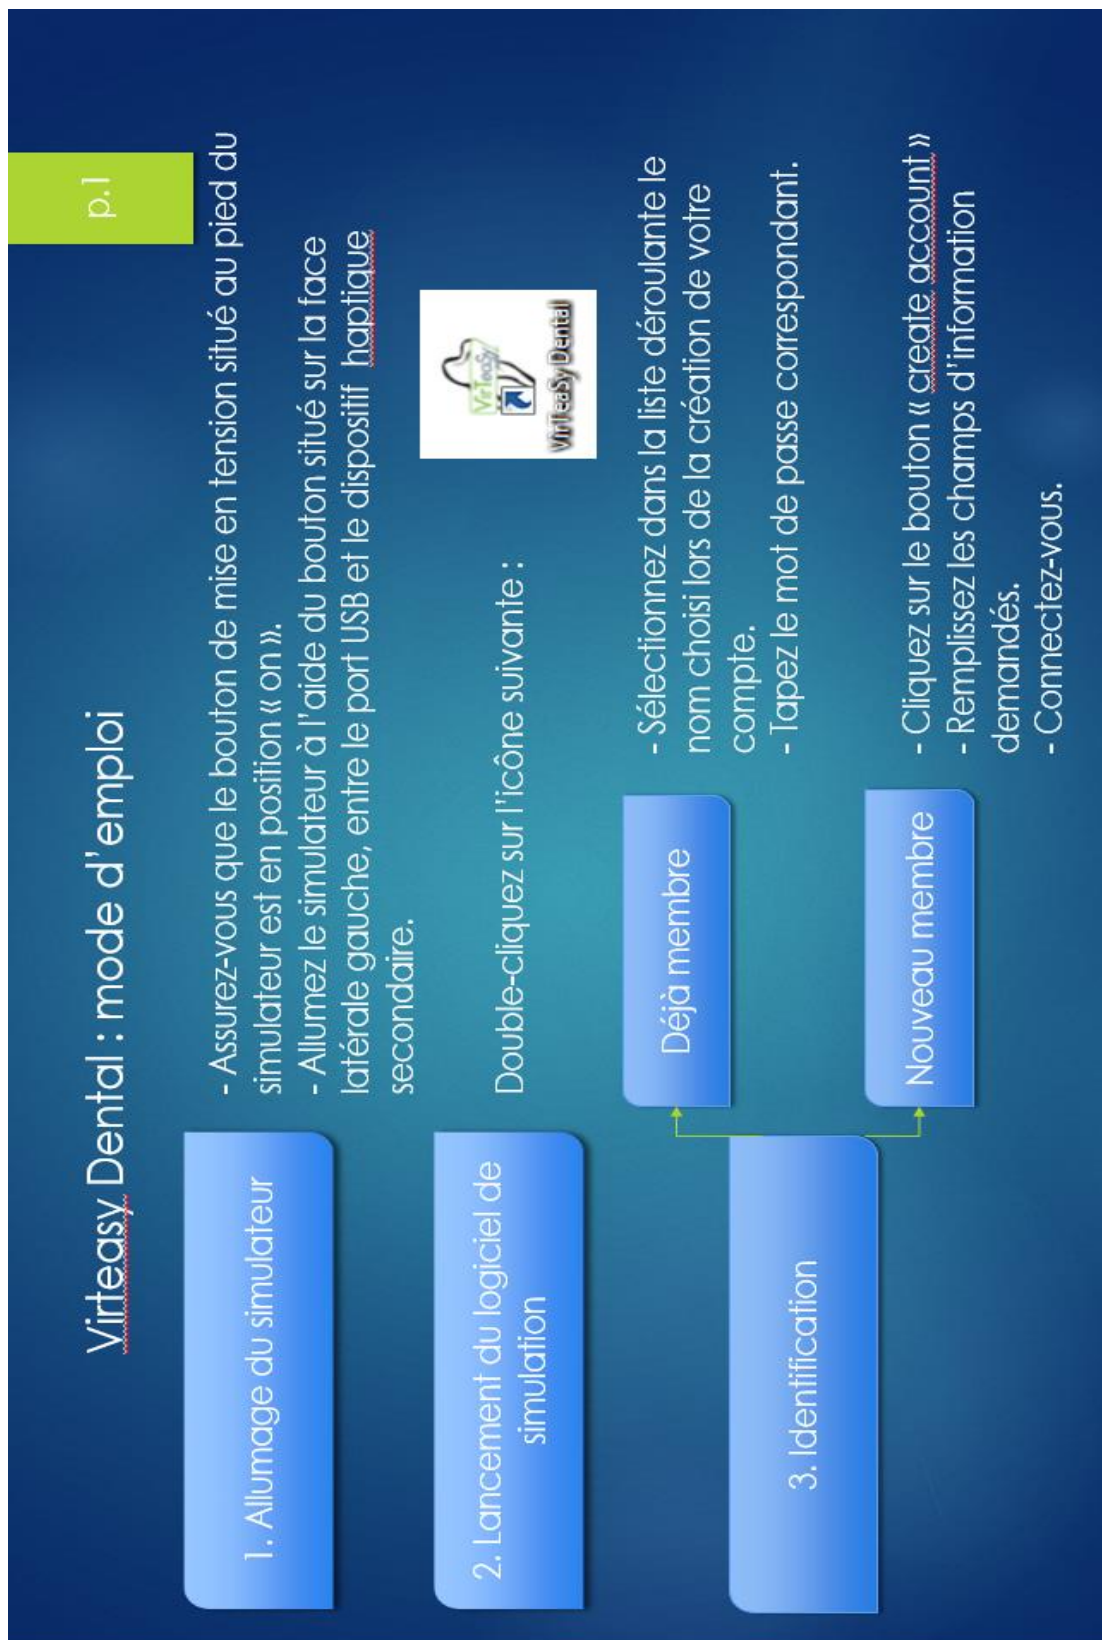 p.1
Virteasy Dental : mode d'emploi
1. Allumage du simulateur
- Assurez-vous que le bouton de mise en tension situé au pied du
simulateur est en position « on ».
- Allumez le simulateur à l'aide du bouton situé sur la face
latérale gauche, entre le port USB et le dispositif haptique
secondaire.
2. Lancement du logiciel de
simulation
Double-cliquez sur l'icône suivante :
VirTeaSy
VirTeaSy Dental
3. Identification
Déjà membre
- Sélectionnez dans la liste déroulante le
nom choisi lors de la création de votre
compte.
- Tapez le mot de passe correspondant.
Nouveau membre
- Cliquez sur le bouton « create account »
- Remplissez les champs d'information
demandés.
- Connectez-vous.